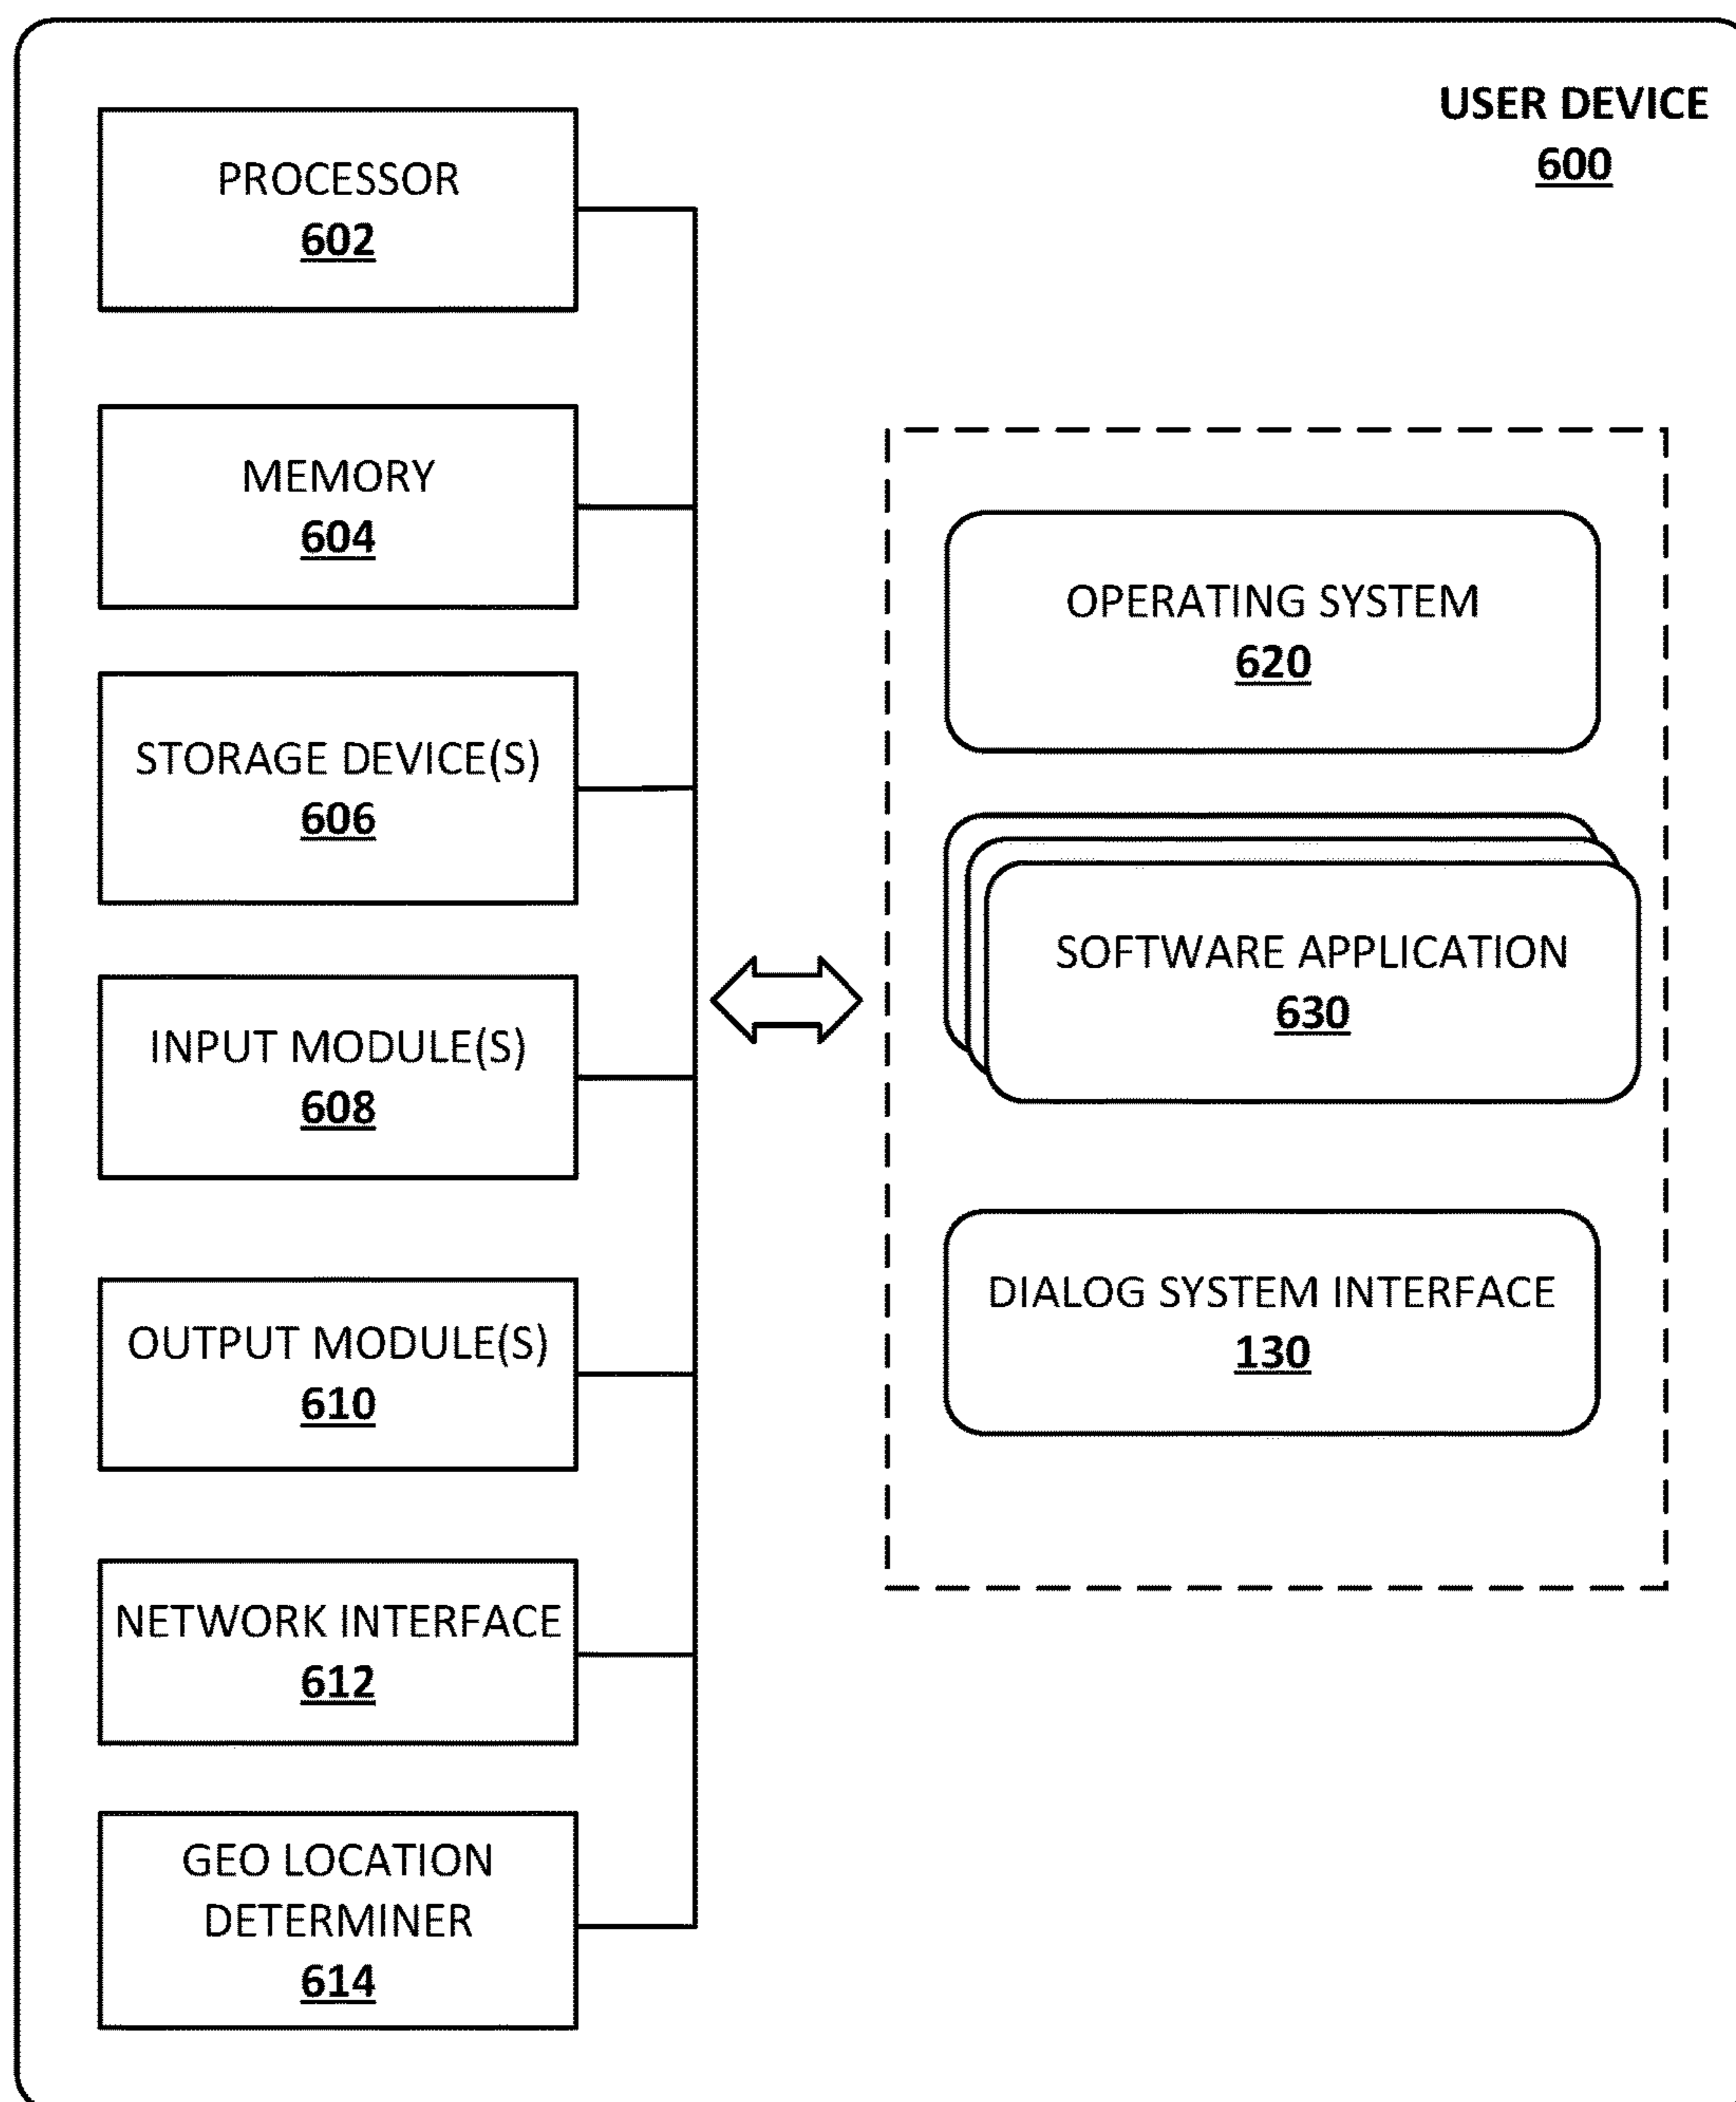 USER DEVICE
600
PROCESSOR
602
MEMORY
604
STORAGE DEVICE(S)
606
INPUT MODULE(S)
608
OUTPUT MODULE(S)
610
NETWORK INTERFACE
612
GEO LOCATION
DETERMINER
614
OPERATING SYSTEM
620
SOFTWARE APPLICATION
630
DIALOG SYSTEM INTERFACE
130